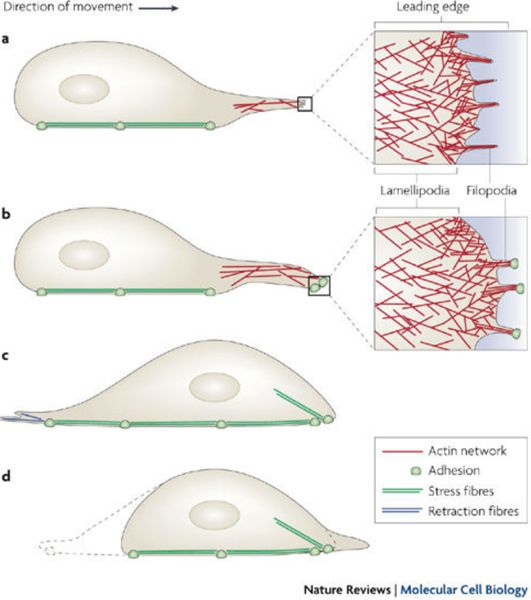 Direction of movement
Leading edge
a
Lamellipodia
Filopodia
b
c
Actin network
Adhesion
Stress fibres
Retraction fibres
d
Nature Reviews | Molecular Cell Biology